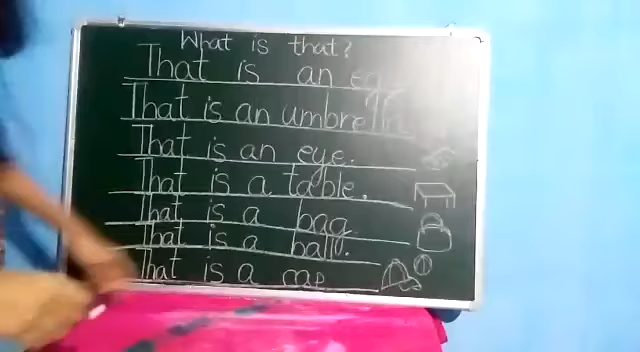 What is that?
That is an egg
That is an umbrella
That is an eye.
That is a table.
That is a bag.
That is a ball.
That is a cap